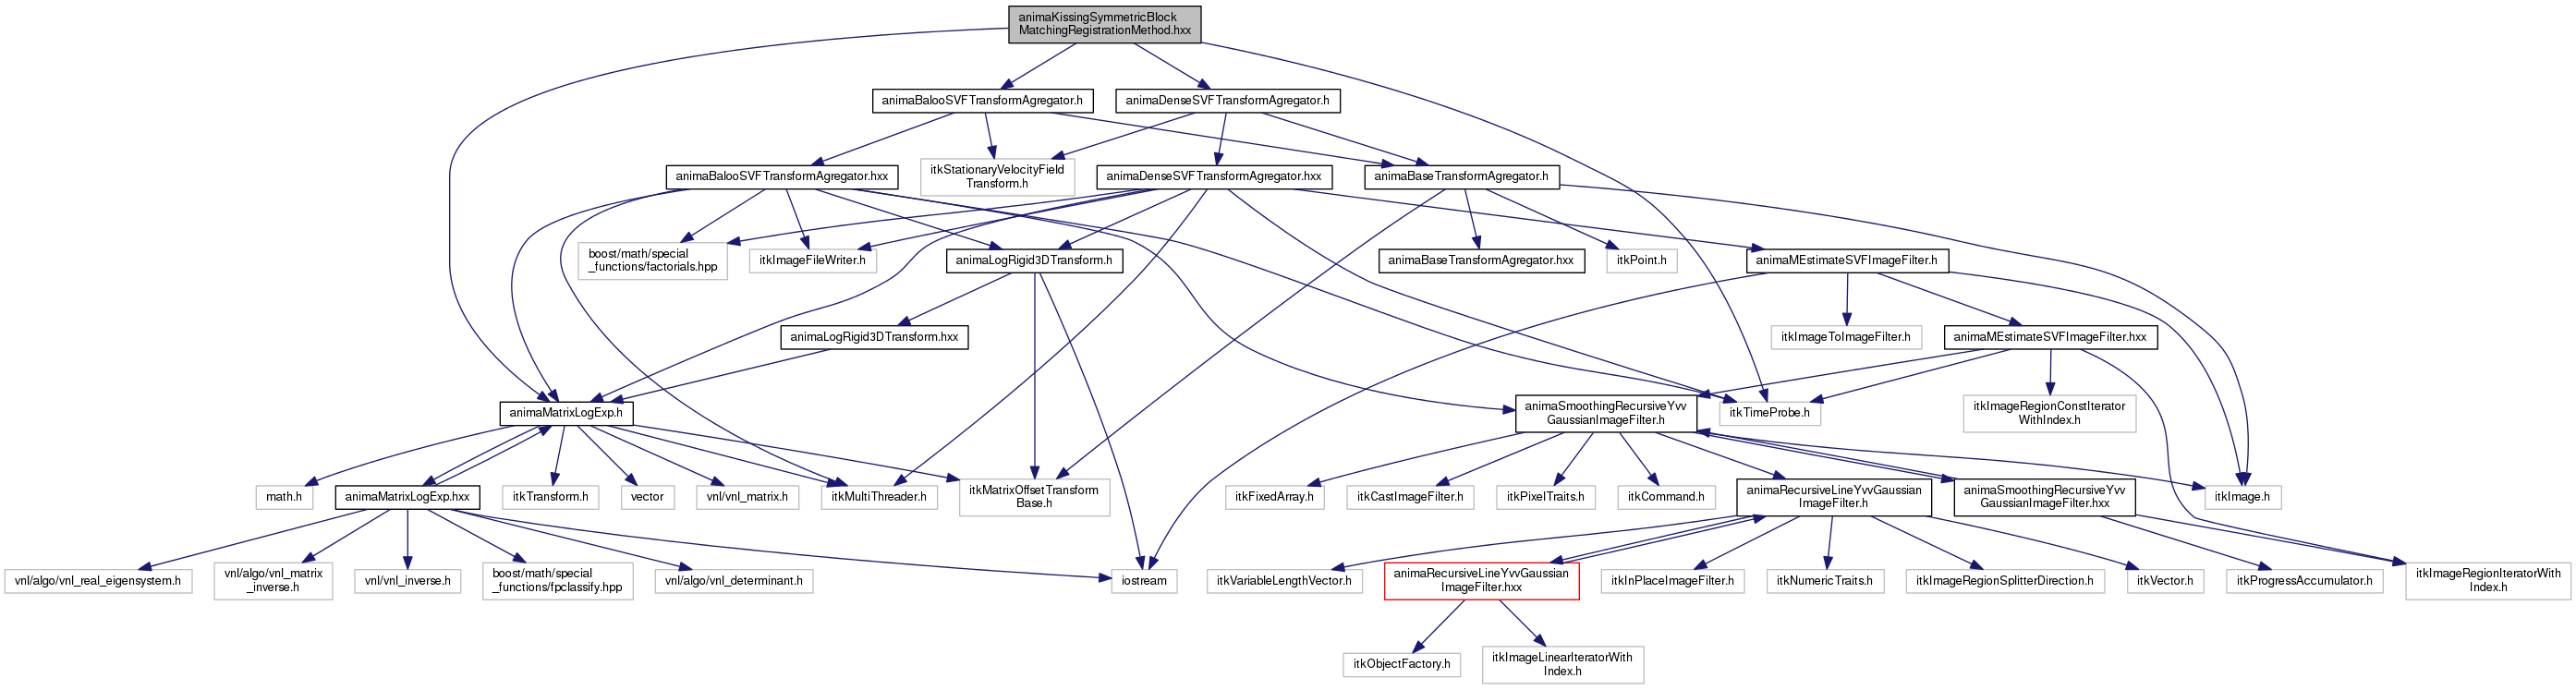 animaKissingSymmetricBlock
MatchingRegistrationMethod.hxx
animaBalooSVFTransformAgregator.h
animaDenseSVFTransformAgregator.h
itkStationaryVelocityField
Transform.h
animaBalooSVFTransformAgregator.hxx
animaDenseSVFTransformAgregator.hxx
animaBaseTransformAgregator.h
boost/math/special
_functions/factorials.hpp
itkImageFileWriter.h
animaLogRigid3DTransform.h
animaBaseTransformAgregator.hxx
itkPoint.h
animaMEstimateSVFImageFilter.h
animaLogRigid3DTransform.hxx
itkImageToImageFilter.h
animaMEstimateSVFImageFilter.hxx
animaMatrixLogExp.h
animaSmoothingRecursiveYvv
GaussianImageFilter.h
itkTimeProbe.h
itkImageRegionConstIterator
WithIndex.h
math.h
animaMatrixLogExp.hxx
itkTransform.h
vector
vnl/vnl_matrix.h
itkMultiThreader.h
itkMatrixOffsetTransform
Base.h
itkFixedArray.h
itkCastImageFilter.h
itkPixelTraits.h
itkCommand.h
animaRecursiveLineYvvGaussian
ImageFilter.h
animaSmoothingRecursiveYvv
GaussianImageFilter.hxx
itkImage.h
vnl/algo/vnl_real_eigensystem.h
vnl/algo/vnl_matrix
_inverse.h
vnl/vnl_inverse.h
boost/math/special
_functions/fpclassify.hpp
vnl/algo/vnl_determinant.h
iostream
itkVariableLengthVector.h
animaRecursiveLineYvvGaussian
ImageFilter.hxx
itkInPlaceImageFilter.h
itkNumericTraits.h
itkImageRegionSplitterDirection.h
itkVector.h
itkProgressAccumulator.h
itkImageRegionIteratorWith
Index.h
itkObjectFactory.h
itkImageLinearIteratorWith
Index.h